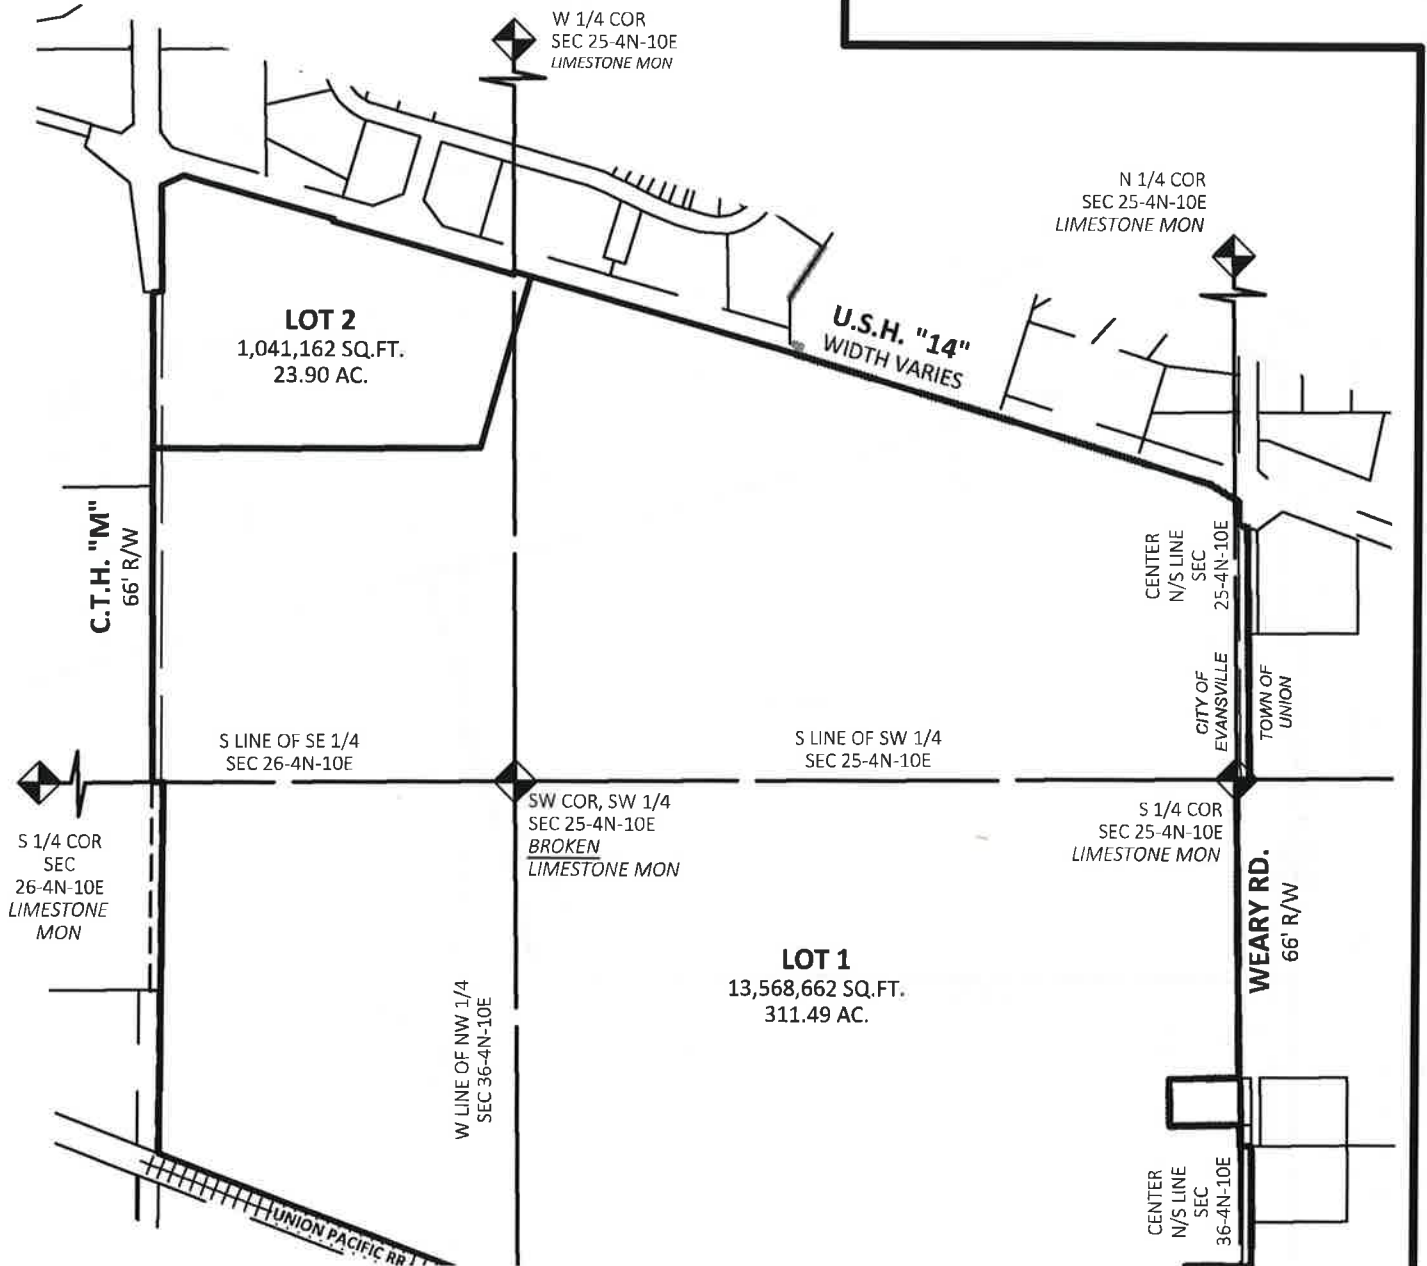 W 1/4 COR
SEC 25-4N-10E
LIMESTONE MON
N 1/4 COR
SEC 25-4N-10E
LIMESTONE MON
LOT 2
1,041,162 SQ.FT.
23.90 AC.
U.S.H. "14"
WIDTH VARIES
C.T.H. "M"
66' R/W
CENTER
N/S LINE
SEC
25-4N-10E
CITY OF
EVANSVILLE
TOWN OF
UNION
S LINE OF SE 1/4
SEC 26-4N-10E
S LINE OF SW 1/4
SEC 25-4N-10E
S 1/4 COR
SEC
26-4N-10E
LIMESTONE
MON
SW COR, SW 1/4
SEC 25-4N-10E
BROKEN
LIMESTONE MON
S 1/4 COR
SEC 25-4N-10E
LIMESTONE MON
WEARY RD.
66' R/W
LOT 1
13,568,662 SQ.FT.
311.49 AC.
W LINE OF NW 1/4
SEC 36-4N-10E
CENTER
N/S LINE
SEC
36-4N-10E
UNION PACIFIC RR